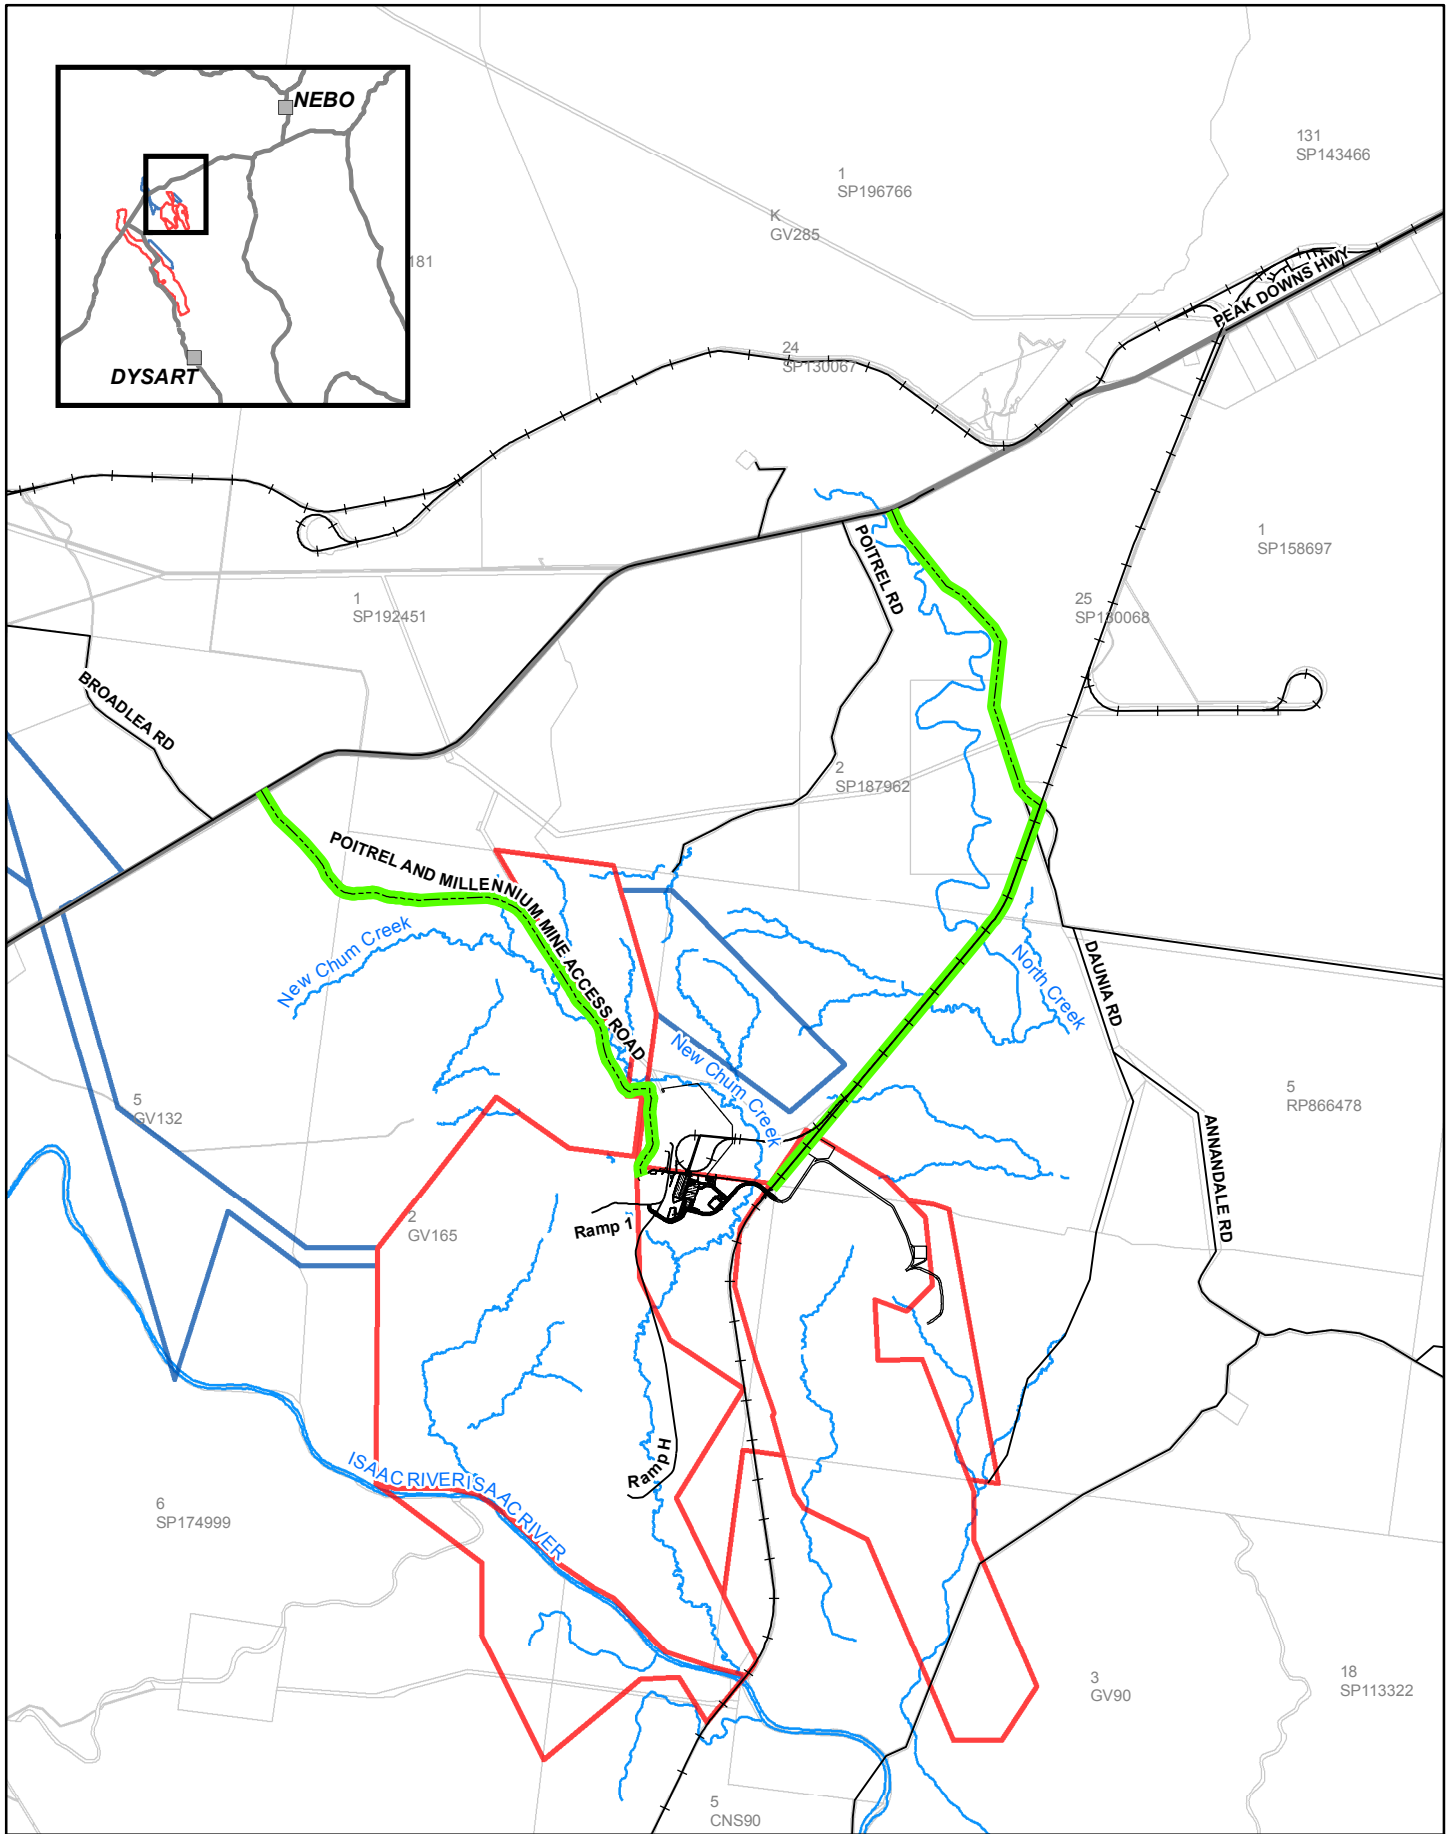 NEBO
DYSART
181
131
SP143466
1
SP196766
K
GV285
PEAK DOWNS HWY
24
SP130067
POITREL RD
1
SP158697
1
SP192451
25
SP130068
BROADLEA RD
2
SP187962
POITREL AND MILLENNIUM MINE ACCESS ROAD
New Chum Creek
North Creek
DAUNIA RD
New Chum Creek
5
GV132
5
RP866478
ANNANDALE RD
2
GV165
Ramp 1
Ramp H
ISAAC RIVER
ISAAC RIVER
6
SP174999
3
GV90
18
SP113322
5
CNS90